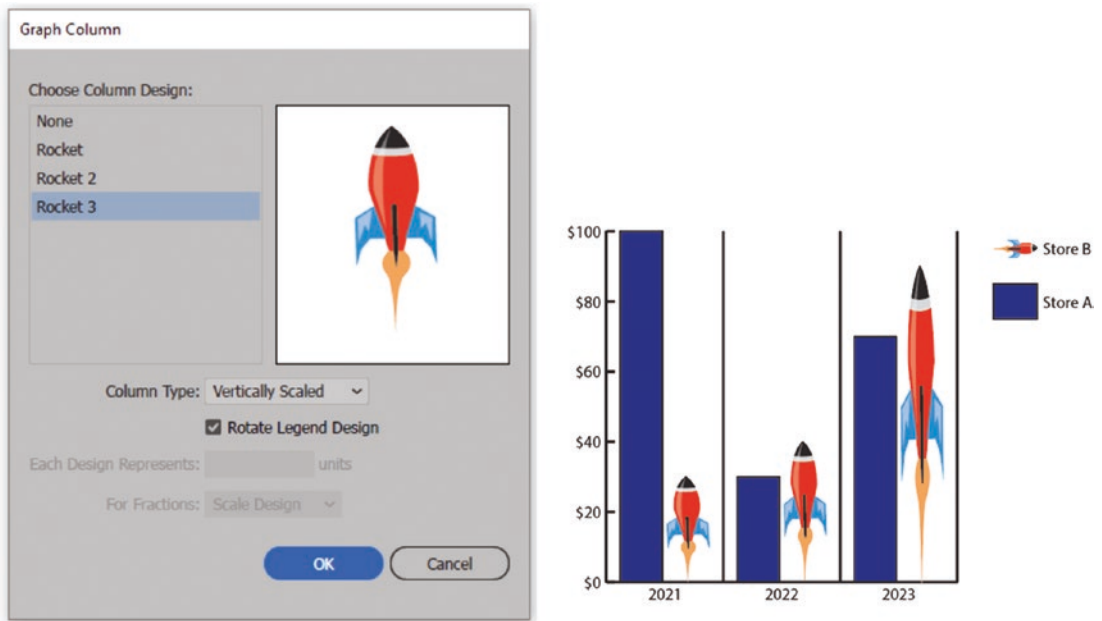 Graph Column
Choose Column Design:
None
Rocket
Rocket 2
Rocket 3
Column Type: Vertically Scaled
Rotate Legend Design
Each Design Represents: units
For Fractions: Scale Design
OK Cancel
$100
$80
$60
$40
$20
$0
2021 2022 2023
Store B
Store A